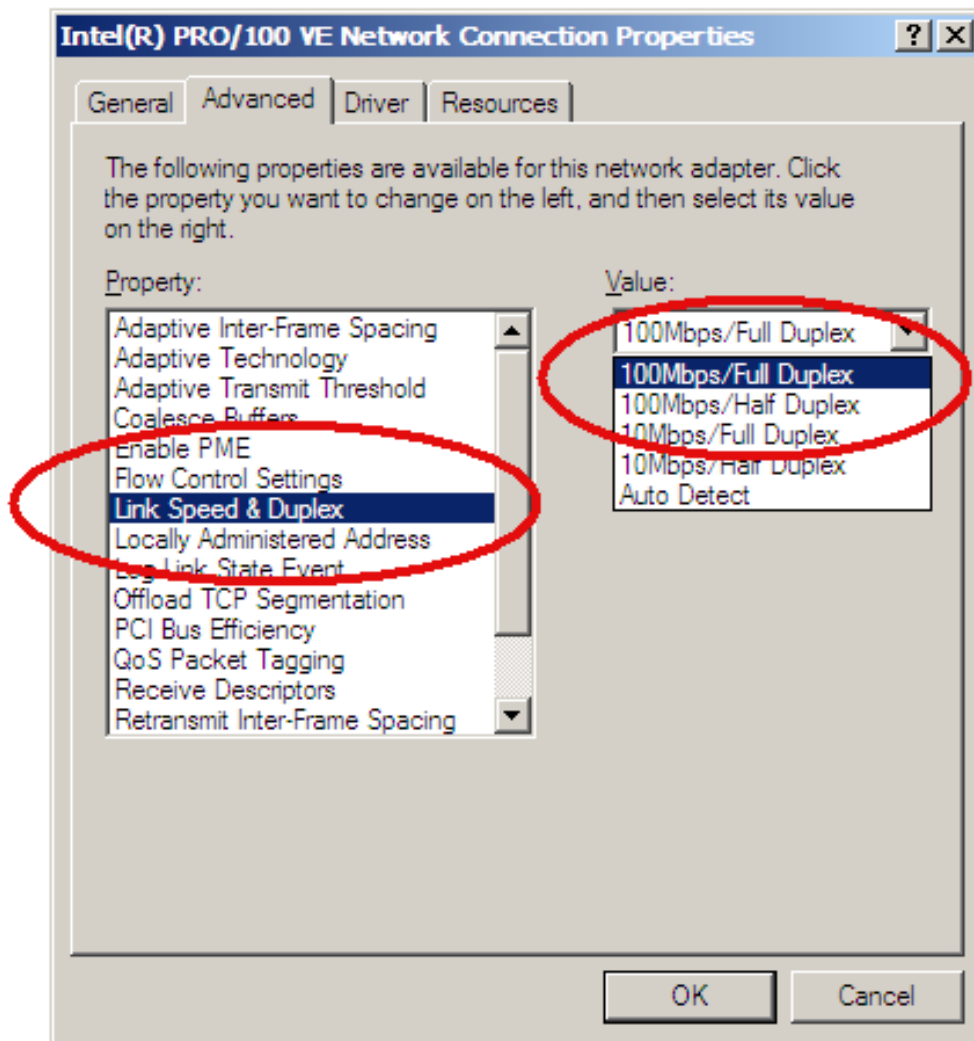 Intel(R) PRO/100 VE Network Connection Properties
General Advanced Driver Resources
The following properties are available for this network adapter. Click
the property you want to change on the left, and then select its value
on the right.
Property:
Adaptive Inter-Frame Spacing
Adaptive Technology
Adaptive Transmit Threshold
Coalesce Buffers
Enable PME
Flow Control Settings
Link Speed & Duplex
Locally Administered Address
Log Link State Event
Offload TCP Segmentation
PCI Bus Efficiency
QoS Packet Tagging
Receive Descriptors
Retransmit Inter-Frame Spacing
Value:
100Mbps/Full Duplex
100Mbps/Full Duplex
100Mbps/Half Duplex
10Mbps/Full Duplex
10Mbps/Half Duplex
Auto Detect
OK Cancel